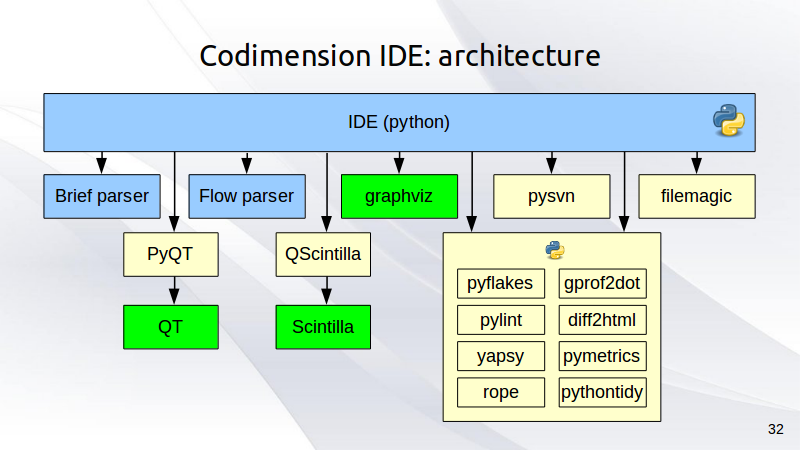 Codimension IDE: architecture
IDE (python)
Brief parser
Flow parser
graphviz
pysvn
filemagic
PyQT
QScintilla
QT
Scintilla
pyflakes
gprof2dot
pylint
diff2html
yapsy
pymetrics
rope
pythontidy
32